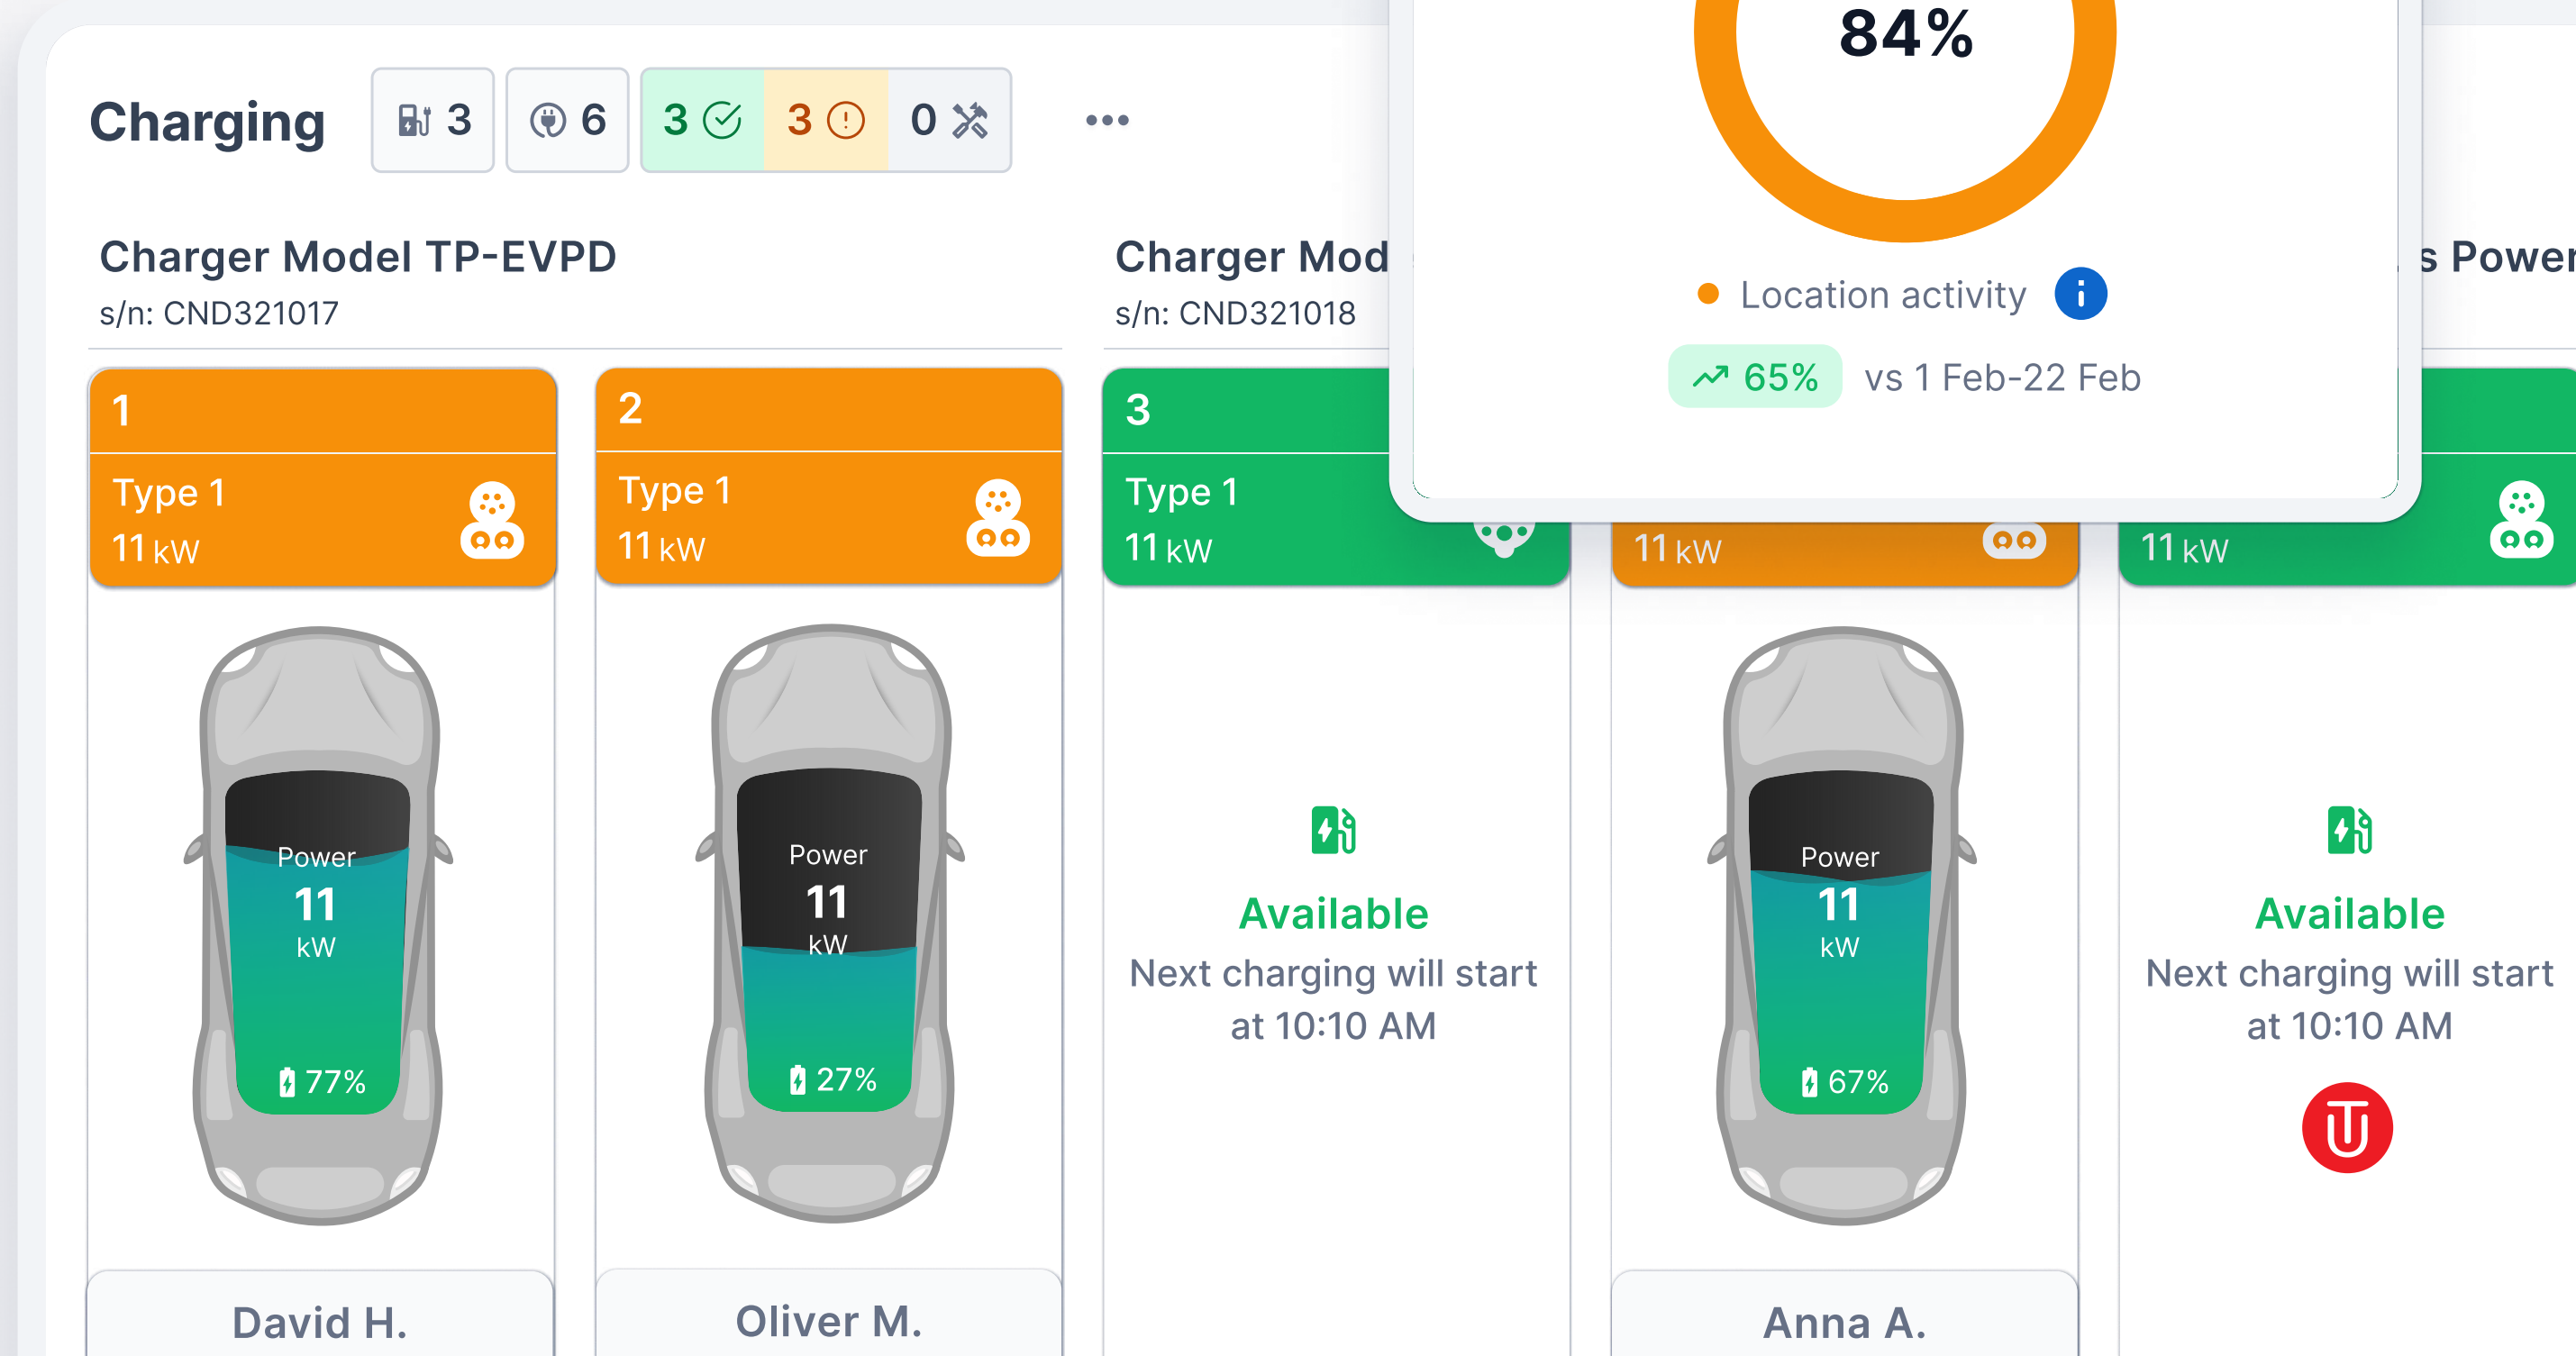 84%
Location activity
65% vs 1 Feb-22 Feb
Charging 3 6 3 3 0
Charger Model TP-EVPD
s/n: CND321017
1
Type 1
11 kW
Power
11
kW
77%
David H.
2
Type 1
11 kW
Power
11
kW
27%
Oliver M.
Charger Mod
s/n: CND321018
3
Type 1
11 kW
Available
Next charging will start
at 10:10 AM
11 kW
Power
11
kW
67%
Anna A.
s Power
11 kW
Available
Next charging will start
at 10:10 AM